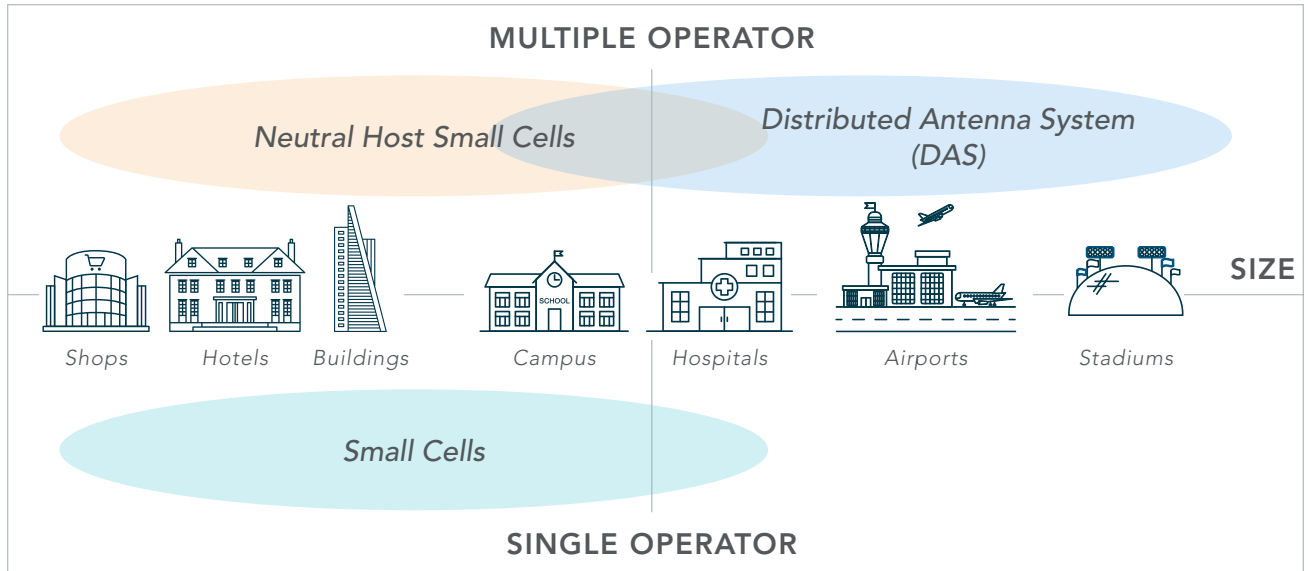 MULTIPLE OPERATOR
Neutral Host Small Cells
Distributed Antenna System
(DAS)
SIZE
SCHOOL
Shops
Hotels
Buildings
Campus
Hospitals
Airports
Stadiums
Small Cells
SINGLE OPERATOR